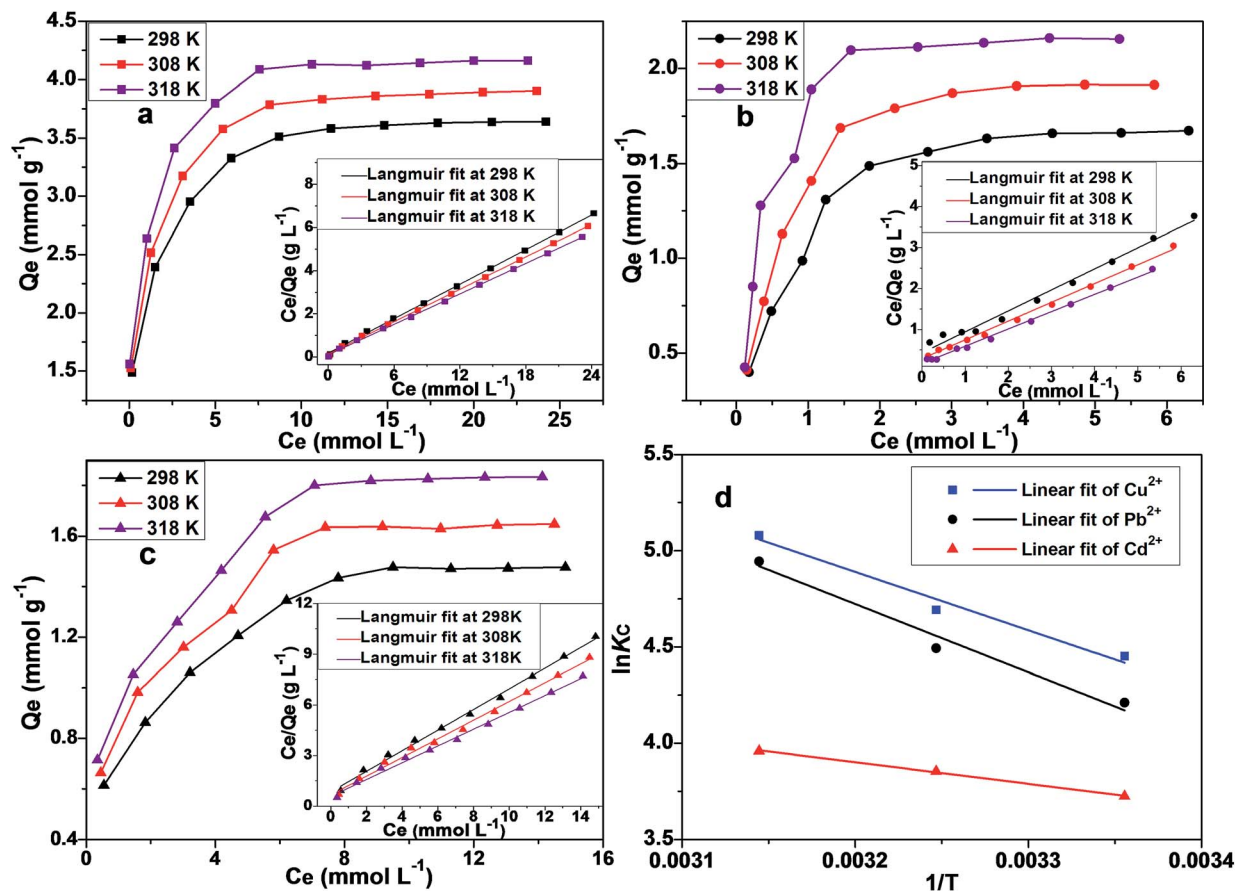 298 K
308 K
318 K
a
4.5
4.0
3.5
3.0
2.5
2.0
1.5
Qe (mmol g-1)
0 5 10 15 20 25
Ce (mmol L-1)
Langmuir fit at 298 K
Langmuir fit at 308 K
Langmuir fit at 318 K
9
6
4
2
0
Ce/Qe (g L-1)
0 4 8 12 16 20 24
Ce (mmol L-1)
298 K
308 K
318 K
b
2.0
1.5
1.0
0.5
Qe (mmol g-1)
0 1 2 3 4 5 6
Ce (mmol L-1)
Langmuir fit at 298 K
Langmuir fit at 308 K
Langmuir fit at 318 K
5
4
3
2
1
0
Ce/Qe (g L-1)
0 1 2 3 4 5 6
Ce (mmol L-1)
298 K
308 K
318 K
c
1.6
1.2
0.8
0.4
Qe (mmol g-1)
0 4 8 12 16
Ce (mmol L-1)
Langmuir fit at 298K
Langmuir fit at 308K
Langmuir fit at 318K
12
9
6
3
0
Ce/Qe (g L-1)
0 2 4 6 8 10 12 14
Ce (mmol L-1)
d
Linear fit of Cu2+
Linear fit of Pb2+
Linear fit of Cd2+
5.5
5.0
4.5
4.0
3.5
lnKc
0.0031 0.0032 0.0033 0.0034
1/T